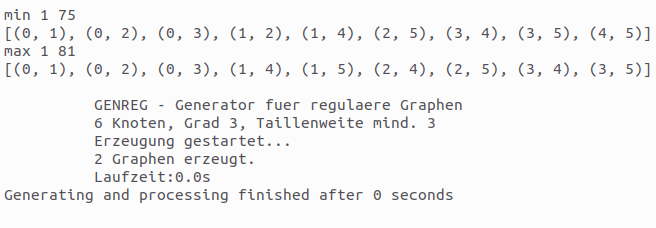 min 1 75
[(0, 1), (0, 2), (0, 3), (1, 2), (1, 4), (2, 5), (3, 4), (3, 5), (4, 5)]
max 1 81
[(0, 1), (0, 2), (0, 3), (1, 4), (1, 5), (2, 4), (2, 5), (3, 4), (3, 5)]
GENREG - Generator fuer regulaere Graphen
6 Knoten, Grad 3, Taillenweite mind. 3
Erzeugung gestartet...
2 Graphen erzeugt.
Laufzeit:0.0s
Generating and processing finished after 0 seconds